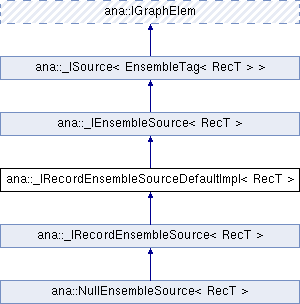 ana::IGraphElem
ana::_ISource< EnsembleTag< RecT > >
ana::_IEnsembleSource< RecT >
ana::_IRecordEnsembleSourceDefaultImpl< RecT >
ana::_IRecordEnsembleSource< RecT >
ana::NullEnsembleSource< RecT >